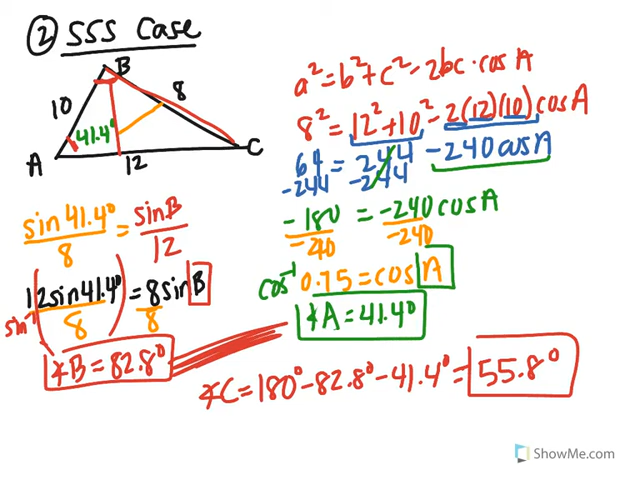 ② SSS Case
B
10
8
41.4°
A
12
C
a² = b² + c² - 2bc · cos A
8² = 12² + 10² - 2(12)(10) cos A
64 = 244 - 240 cos A
-244 -244
-180 = -240 cos A
-240 -240
cos⁻¹ 0.75 = cos A
∡A = 41.4°
sin 41.4° / 8 = sin B / 12
sin⁻¹ (12 sin 41.4° / 8) = 8 sin B / 8
∡B = 82.8°
∡C = 180° - 82.8° - 41.4° = 55.8°
ShowMe.com